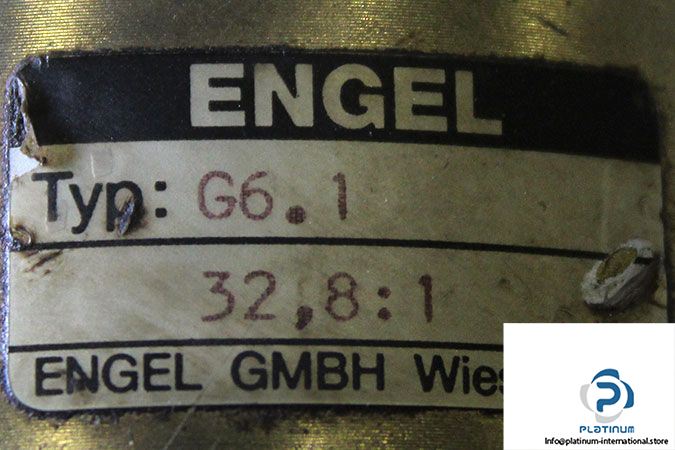 ENGEL
Typ: G6.1
32,8:1
ENGEL GMBH Wies
PLATINUM
Info@platinum-international.store